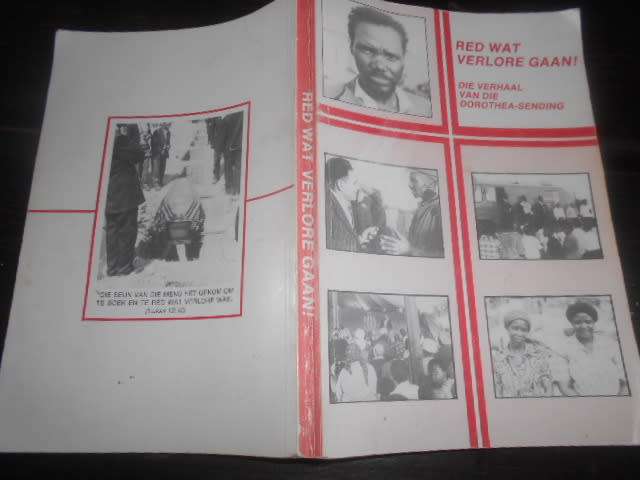 RED WAT
VERLORE GAAN!
DIE VERHAAL
VAN DIE
DOROTHEA-SENDING
RED WAT VERLORE GAAN!
"DIE SEUN VAN DIE MENS HET GEKOM OM
TE SOEK EN TE RED WAT VERLORE WAS.